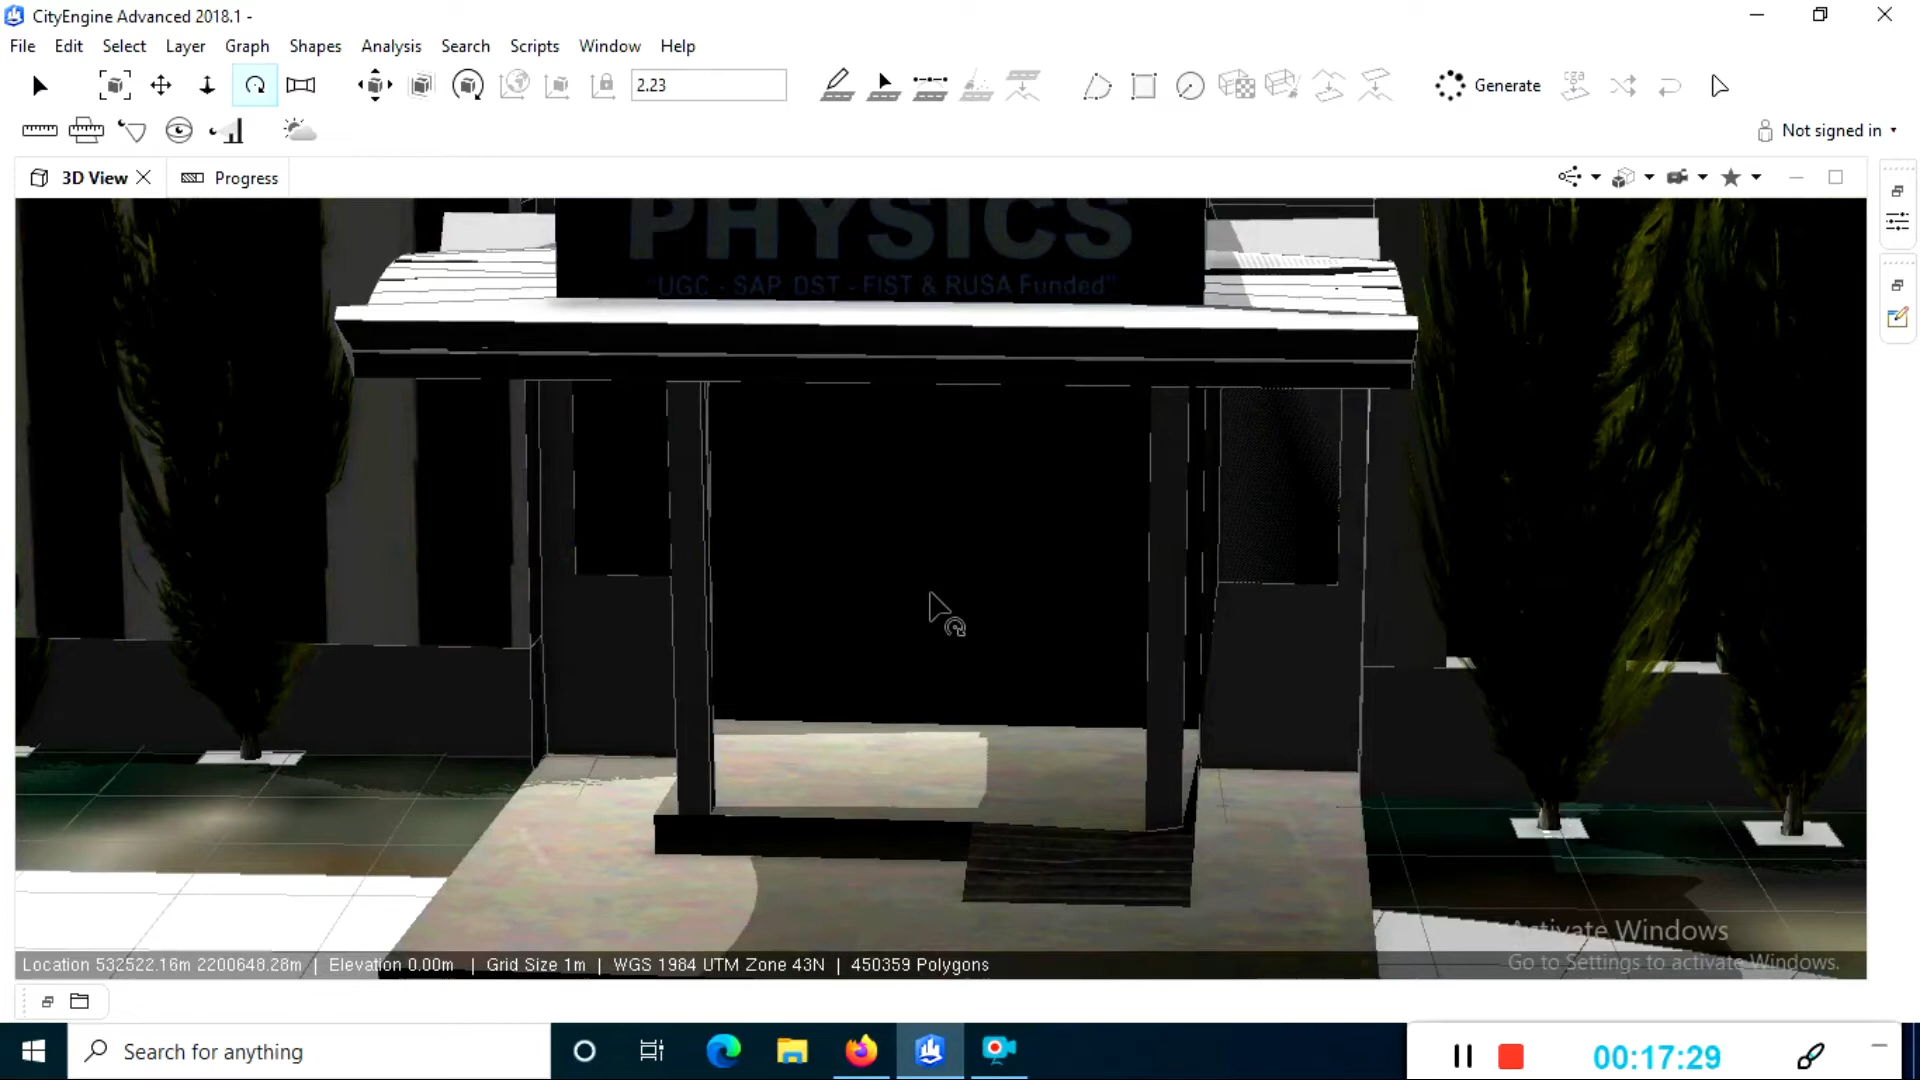 CityEngine Advanced 2018.1 -
File Edit Select Layer Graph Shapes Analysis Search Scripts Window Help
2.23
Generate
cga
Not signed in
3D View Progress
PHYSICS
"UGC - SAP DST - FIST & RUSA Funded"
Activate Windows
Go to Settings to activate Windows.
Location 532522.16m 2200648.28m | Elevation 0.00m | Grid Size 1m | WGS 1984 UTM Zone 43N | 450359 Polygons
Search for anything
00:17:29